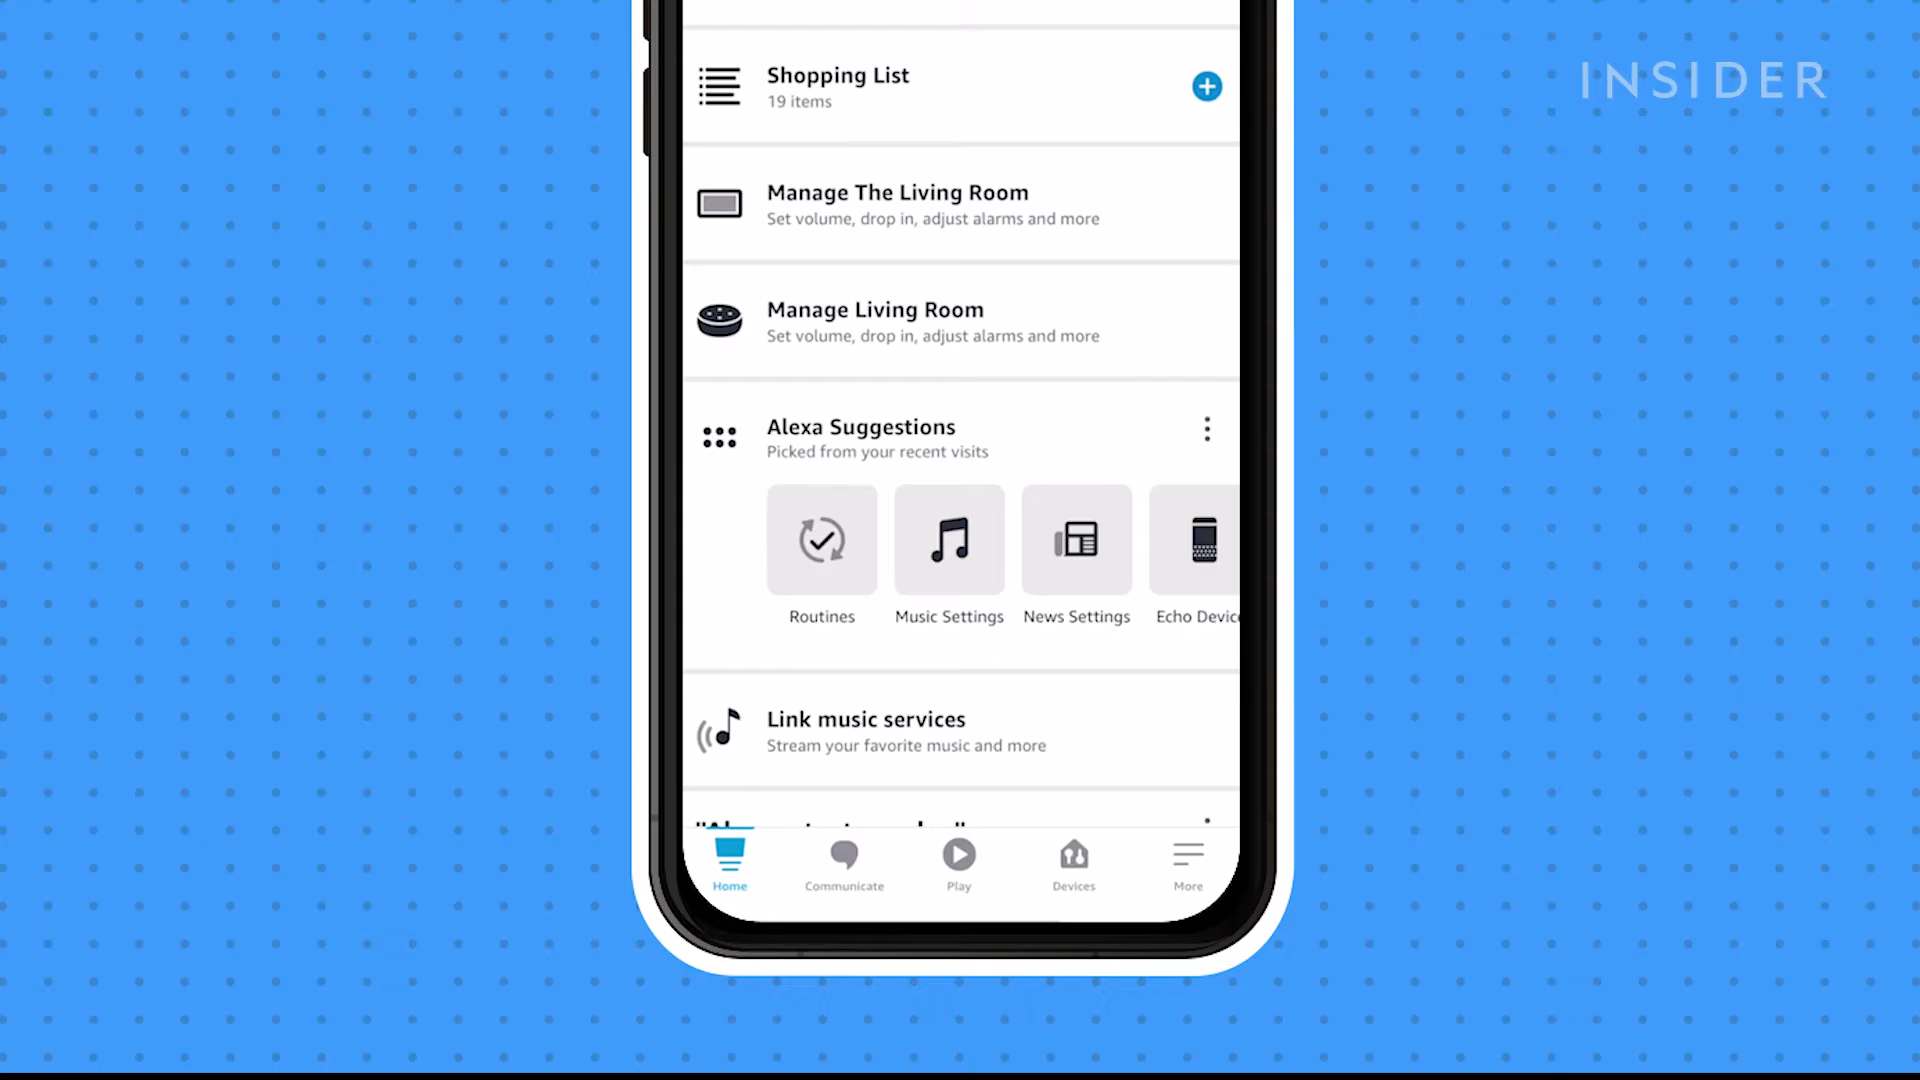 INSIDER
Shopping List
19 items
Manage The Living Room
Set volume, drop in, adjust alarms and more
Manage Living Room
Set volume, drop in, adjust alarms and more
Alexa Suggestions
Picked from your recent visits
Routines
Music Settings
News Settings
Echo Devic
Link music services
Stream your favorite music and more
Home
Communicate
Play
Devices
More